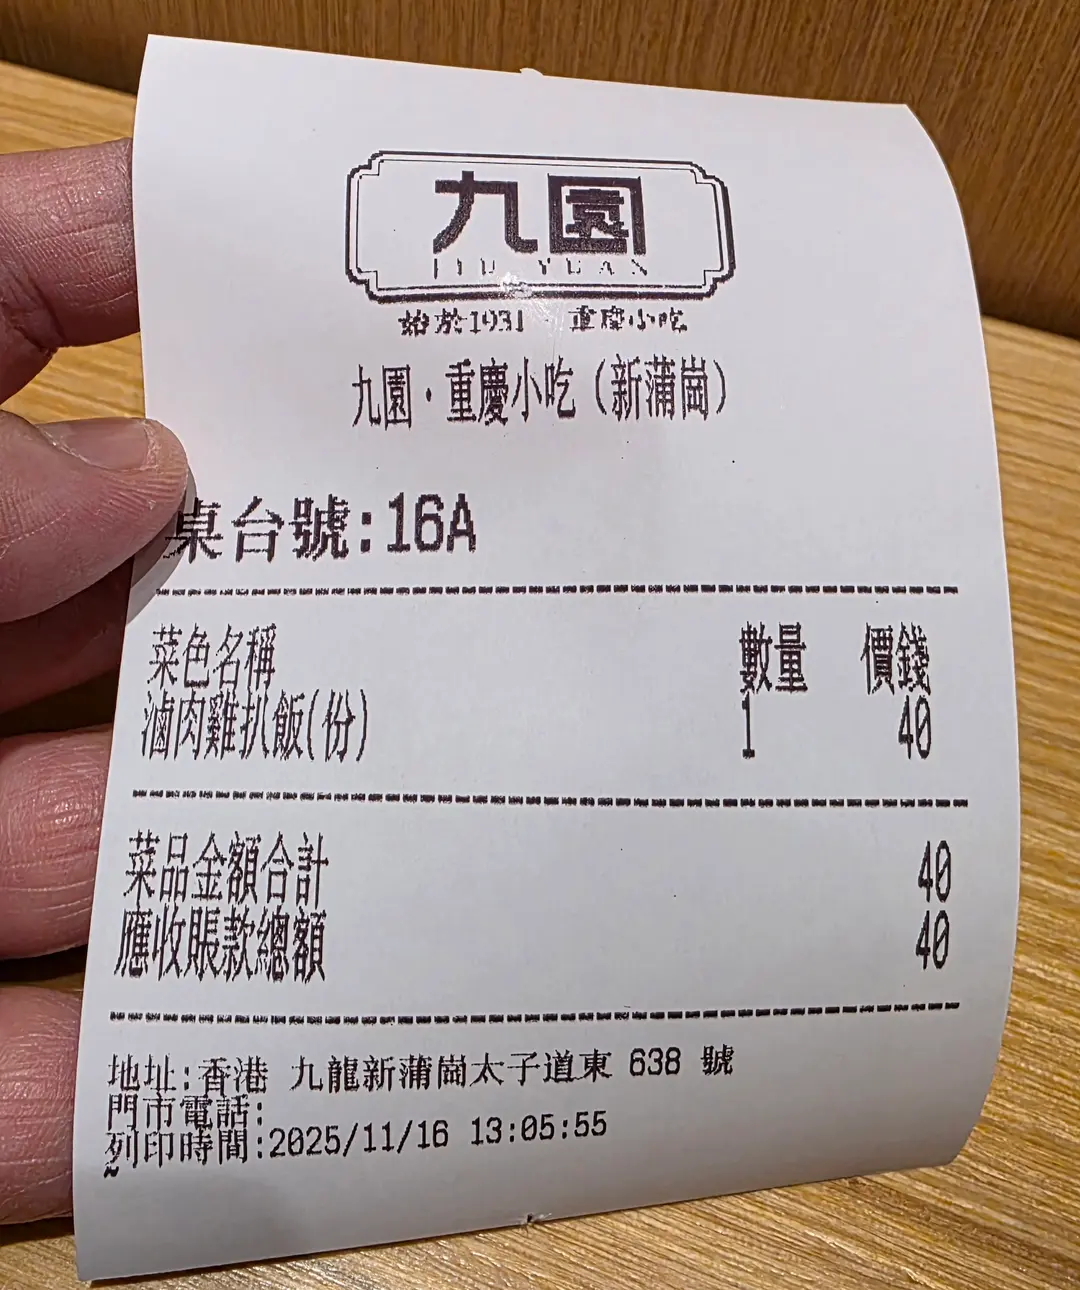 九園
JIU YUAN
始於1931 · 重慶小吃
九園·重慶小吃(新蒲崗)
桌台號:16A
菜色名稱 數量 價錢
滷肉雞扒飯(份) 1 40
菜品金額合計 40
應收賬款總額 40
地址:香港 九龍新蒲崗太子道東 638 號
門市電話:
列印時間:2025/11/16 13:05:55
~